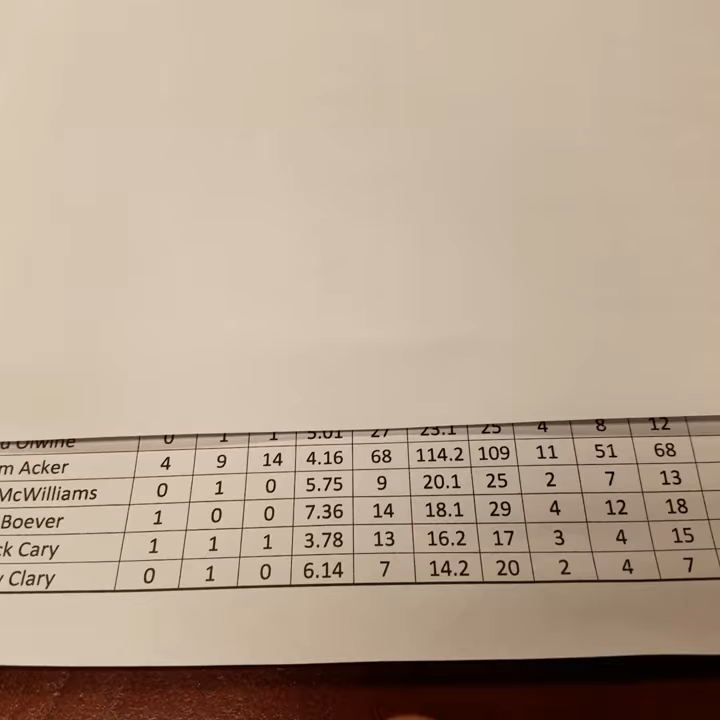 Olwine 0 1 1 5.01 27 23.1 25 4 8 12
m Acker 4 9 14 4.16 68 114.2 109 11 51 68
McWilliams 0 1 0 5.75 9 20.1 25 2 7 13
Boever 1 0 0 7.36 14 18.1 29 4 12 18
k Cary 1 1 1 3.78 13 16.2 17 3 4 15
Clary 0 1 0 6.14 7 14.2 20 2 4 7